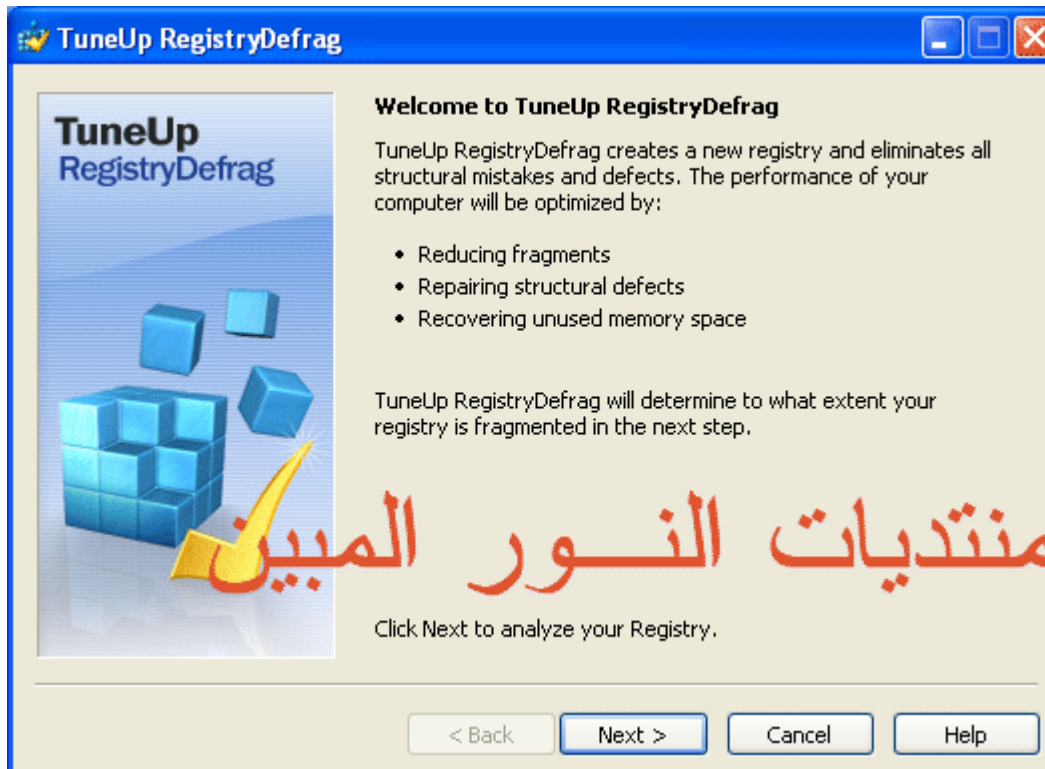 TuneUp RegistryDefrag
TuneUp
RegistryDefrag
Welcome to TuneUp RegistryDefrag
TuneUp RegistryDefrag creates a new registry and eliminates all
structural mistakes and defects. The performance of your
computer will be optimized by:
• Reducing fragments
• Repairing structural defects
• Recovering unused memory space
TuneUp RegistryDefrag will determine to what extent your
registry is fragmented in the next step.
منتديات النـــور المبين
Click Next to analyze your Registry.
< Back
Next >
Cancel
Help